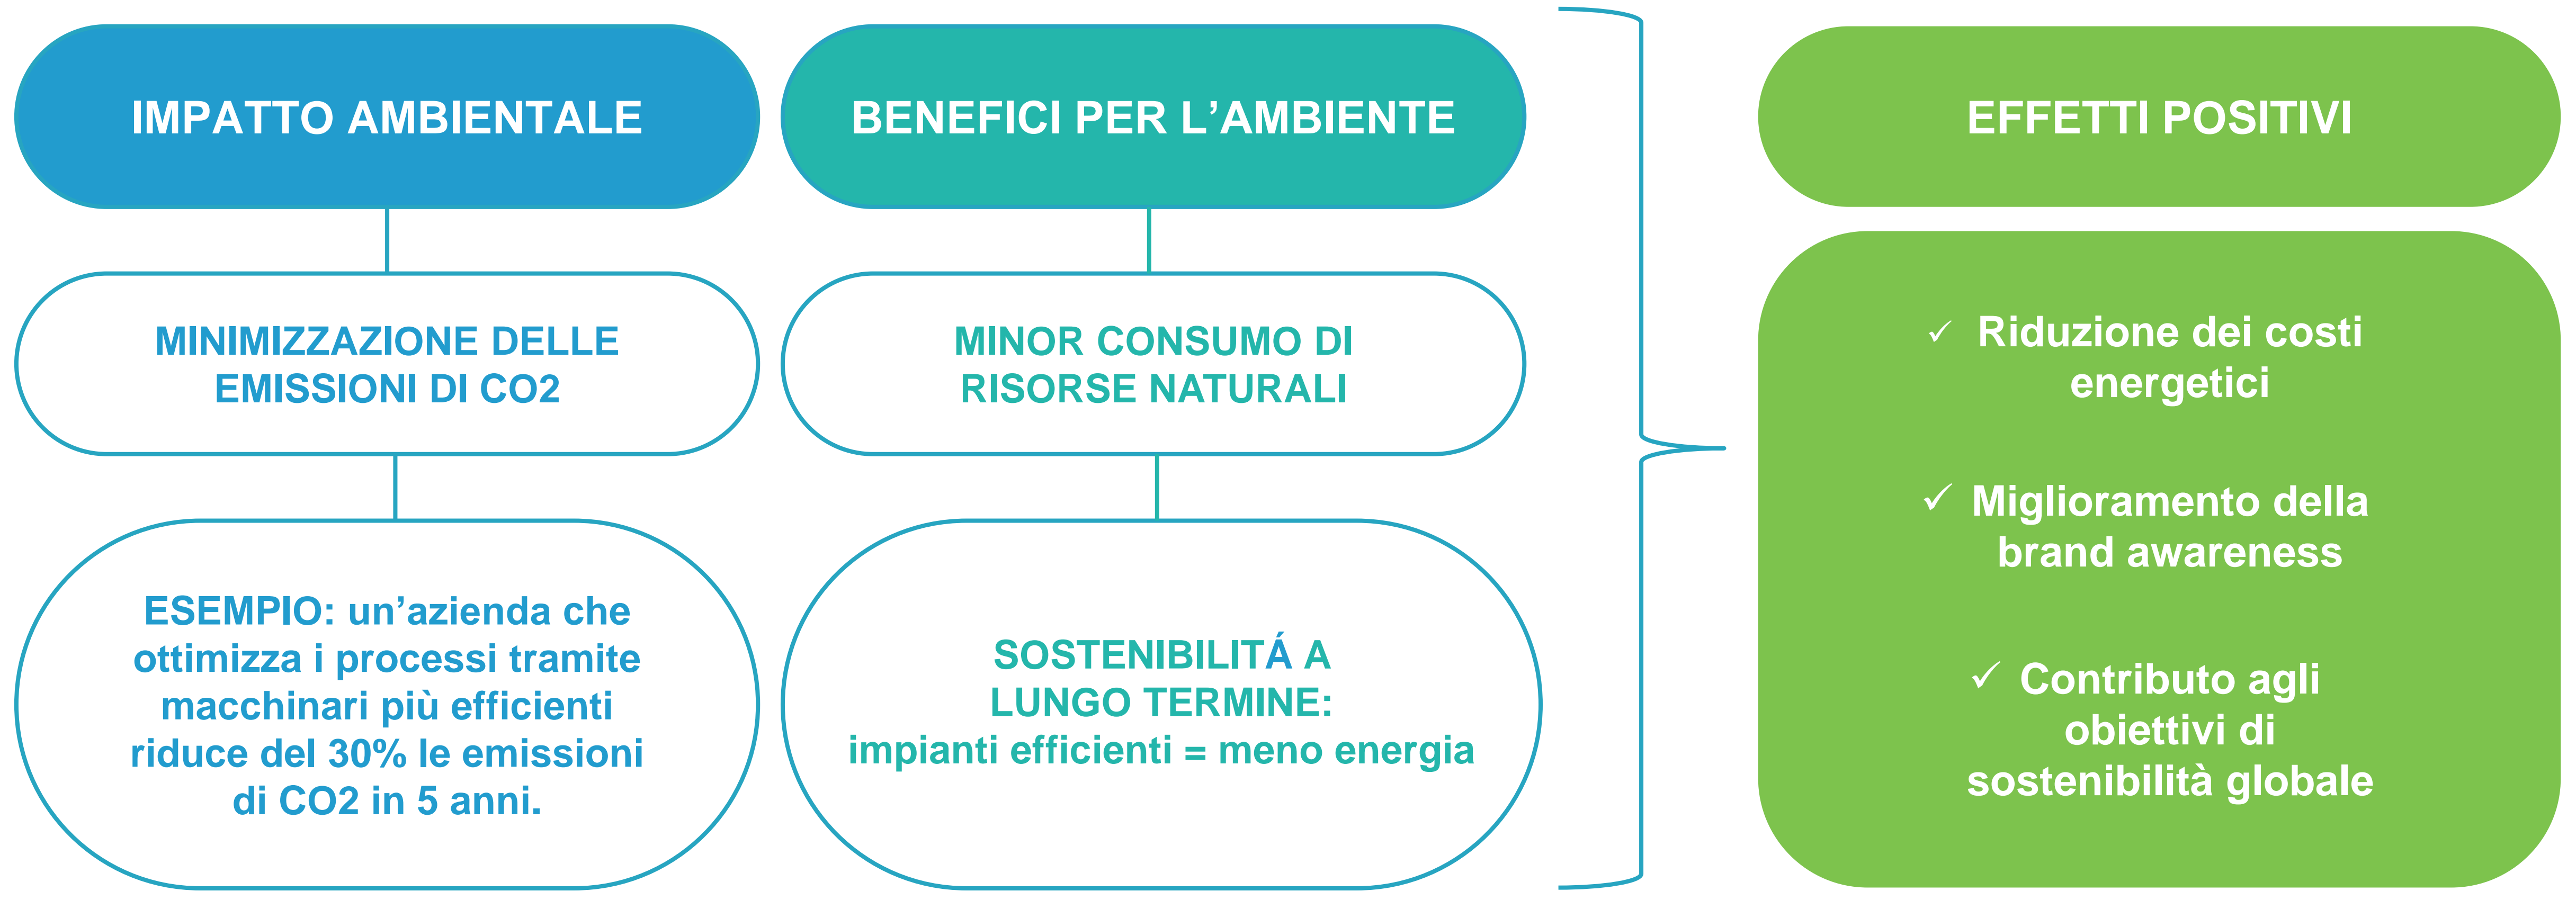 IMPATTO AMBIENTALE
MINIMIZZAZIONE DELLE
EMISSIONI DI CO2
ESEMPIO: un’azienda che
ottimizza i processi tramite
macchinari più efficienti
riduce del 30% le emissioni
di CO2 in 5 anni.
BENEFICI PER L’AMBIENTE
MINOR CONSUMO DI
RISORSE NATURALI
SOSTENIBILITÁ A
LUNGO TERMINE:
impianti efficienti = meno energia
EFFETTI POSITIVI
✓ Riduzione dei costi
energetici
✓ Miglioramento della
brand awareness
✓ Contributo agli
obiettivi di
sostenibilità globale